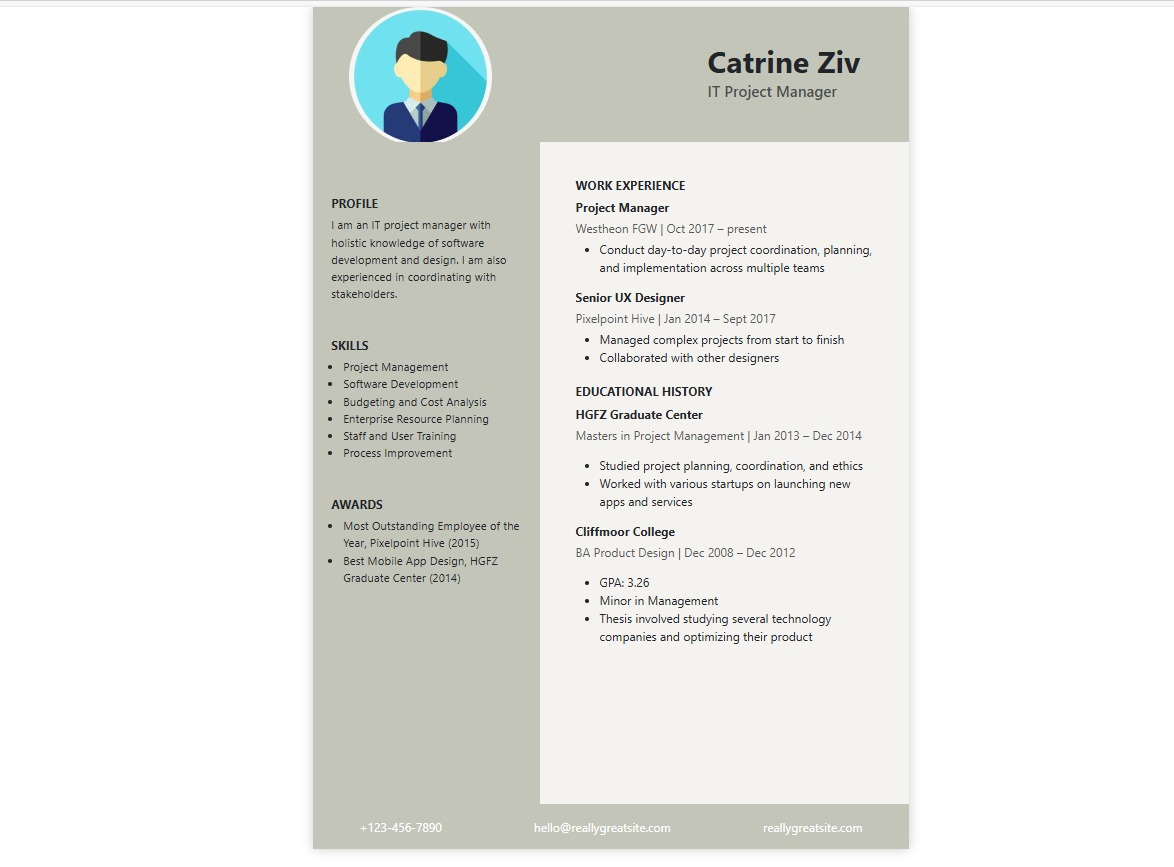 Catrine Ziv
IT Project Manager
PROFILE
I am an IT project manager with
holistic knowledge of software
development and design. I am also
experienced in coordinating with
stakeholders.
SKILLS
Project Management
Software Development
Budgeting and Cost Analysis
Enterprise Resource Planning
Staff and User Training
Process Improvement
AWARDS
Most Outstanding Employee of the
Year, Pixelpoint Hive (2015)
Best Mobile App Design, HGFZ
Graduate Center (2014)
WORK EXPERIENCE
Project Manager
Westheon FGW | Oct 2017 – present
Conduct day-to-day project coordination, planning,
and implementation across multiple teams
Senior UX Designer
Pixelpoint Hive | Jan 2014 – Sept 2017
Managed complex projects from start to finish
Collaborated with other designers
EDUCATIONAL HISTORY
HGFZ Graduate Center
Masters in Project Management | Jan 2013 – Dec 2014
Studied project planning, coordination, and ethics
Worked with various startups on launching new
apps and services
Cliffmoor College
BA Product Design | Dec 2008 – Dec 2012
GPA: 3.26
Minor in Management
Thesis involved studying several technology
companies and optimizing their product
+123-456-7890
hello@reallygreatsite.com
reallygreatsite.com